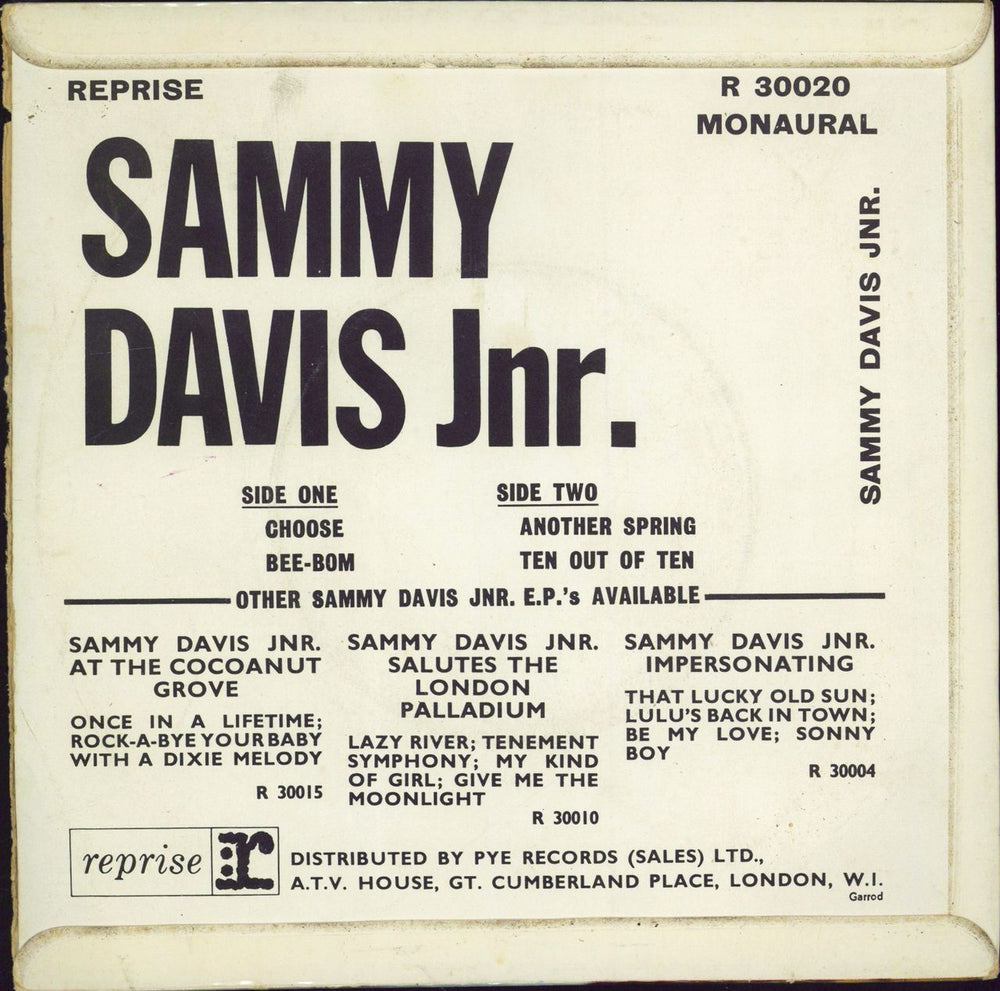 REPRISE
R 30020
MONAURAL
SAMMY
DAVIS Jnr.
SAMMY DAVIS JNR.
SIDE ONE
CHOOSE
BEE-BOM
SIDE TWO
ANOTHER SPRING
TEN OUT OF TEN
OTHER SAMMY DAVIS JNR. E.P.'s AVAILABLE
SAMMY DAVIS JNR.
AT THE COCOANUT
GROVE
ONCE IN A LIFETIME;
ROCK-A-BYE YOUR BABY
WITH A DIXIE MELODY
R 30015
SAMMY DAVIS JNR.
SALUTES THE
LONDON
PALLADIUM
LAZY RIVER; TENEMENT
SYMPHONY; MY KIND
OF GIRL; GIVE ME THE
MOONLIGHT
R 30010
SAMMY DAVIS JNR.
IMPERSONATING
THAT LUCKY OLD SUN;
LULU'S BACK IN TOWN;
BE MY LOVE; SONNY
BOY
R 30004
reprise r
DISTRIBUTED BY PYE RECORDS (SALES) LTD.,
A.T.V. HOUSE, GT. CUMBERLAND PLACE, LONDON, W.I.
Garrod